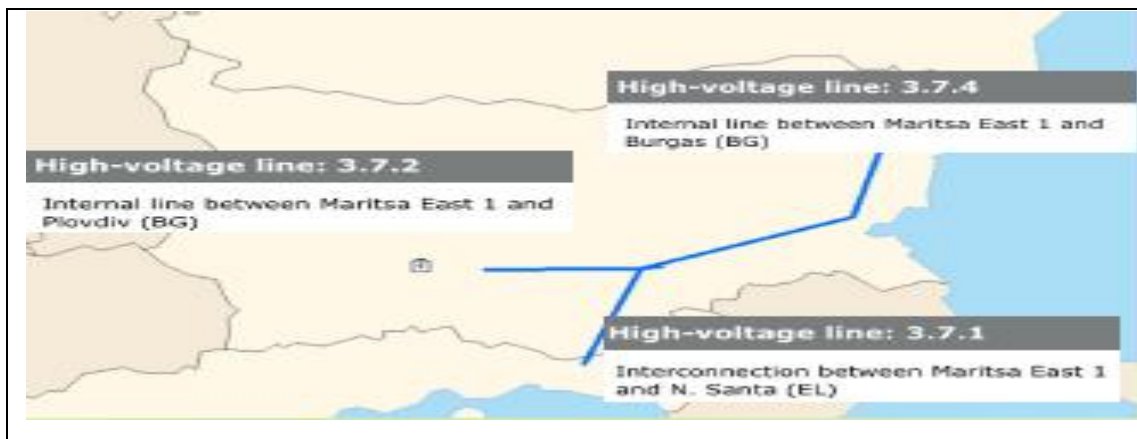 High-voltage line: 3.7.4
Internal line between Maritsa East 1 and
Burgas (BG)
High-voltage line: 3.7.2
Internal line between Maritsa East 1 and
Plovdiv (BG)
High-voltage line: 3.7.1
Interconnection between Maritsa East 1
and N. Santa (EL)